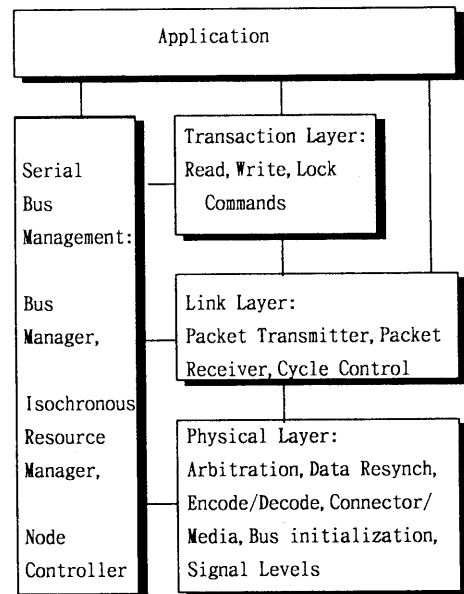 Application
Serial
Bus
Management:
Bus
Manager,
Isochronous
Resource
Manager,
Node
Controller
Transaction Layer:
Read, Write, Lock
Commands
Link Layer:
Packet Transmitter, Packet
Receiver, Cycle Control
Physical Layer:
Arbitration, Data Resynch,
Encode/Decode, Connector/
Media, Bus initialization,
Signal Levels